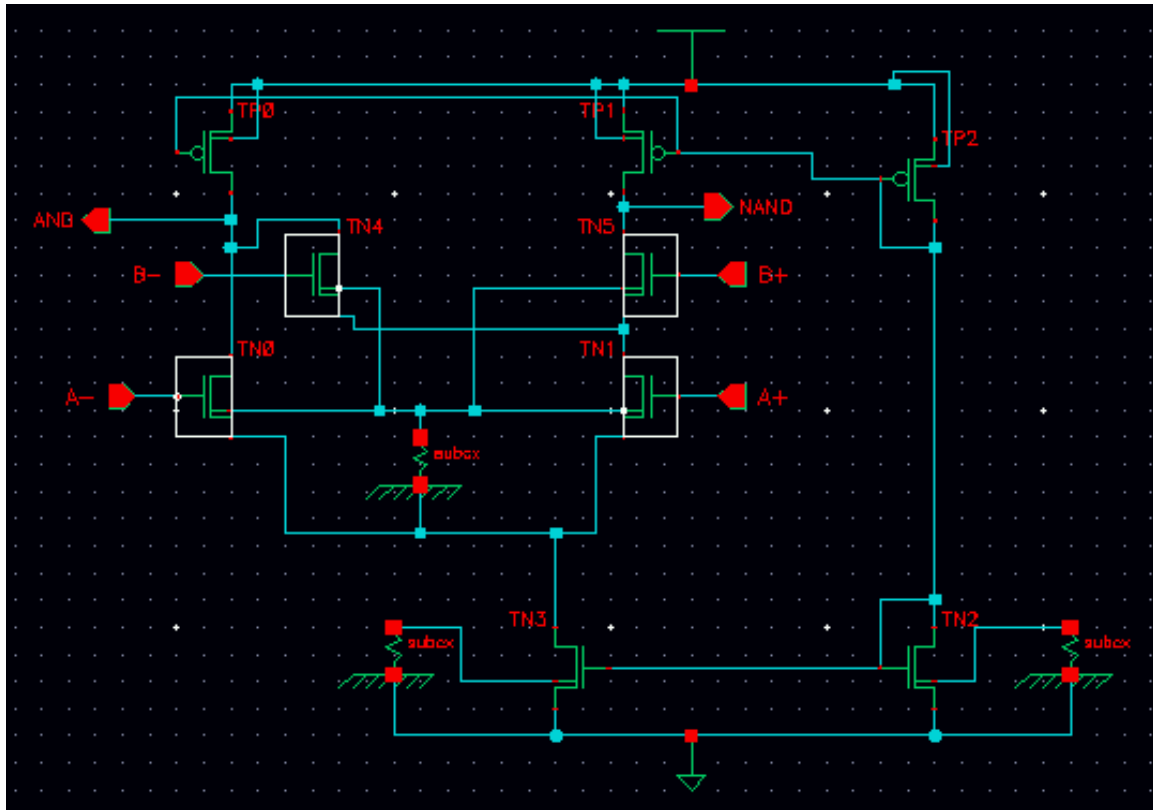 TP0
TP1
TP2
AND
NAND
TN4
TN5
B-
B+
TN0
TN1
A-
A+
subcx
TN3
TN2
subcx
subcx